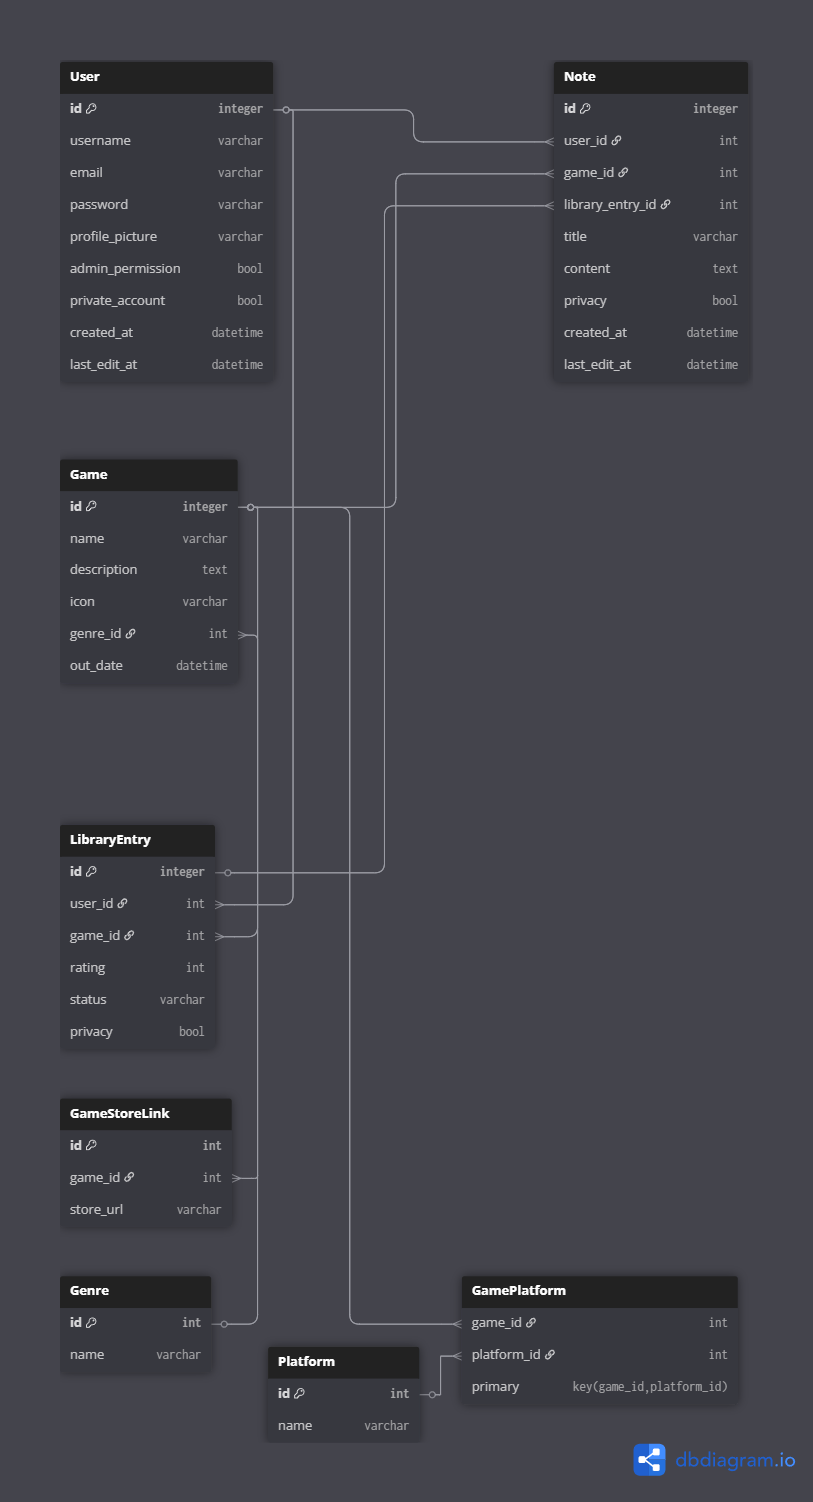 User
id integer
username varchar
email varchar
password varchar
profile_picture varchar
admin_permission bool
private_account bool
created_at datetime
last_edit_at datetime
Note
id integer
user_id int
game_id int
library_entry_id int
title varchar
content text
privacy bool
created_at datetime
last_edit_at datetime
Game
id integer
name varchar
description text
icon varchar
genre_id int
out_date datetime
LibraryEntry
id integer
user_id int
game_id int
rating int
status varchar
privacy bool
GameStoreLink
id int
game_id int
store_url varchar
Genre
id int
name varchar
Platform
id int
name varchar
GamePlatform
game_id int
platform_id int
primary key(game_id,platform_id)
dbdiagram.io